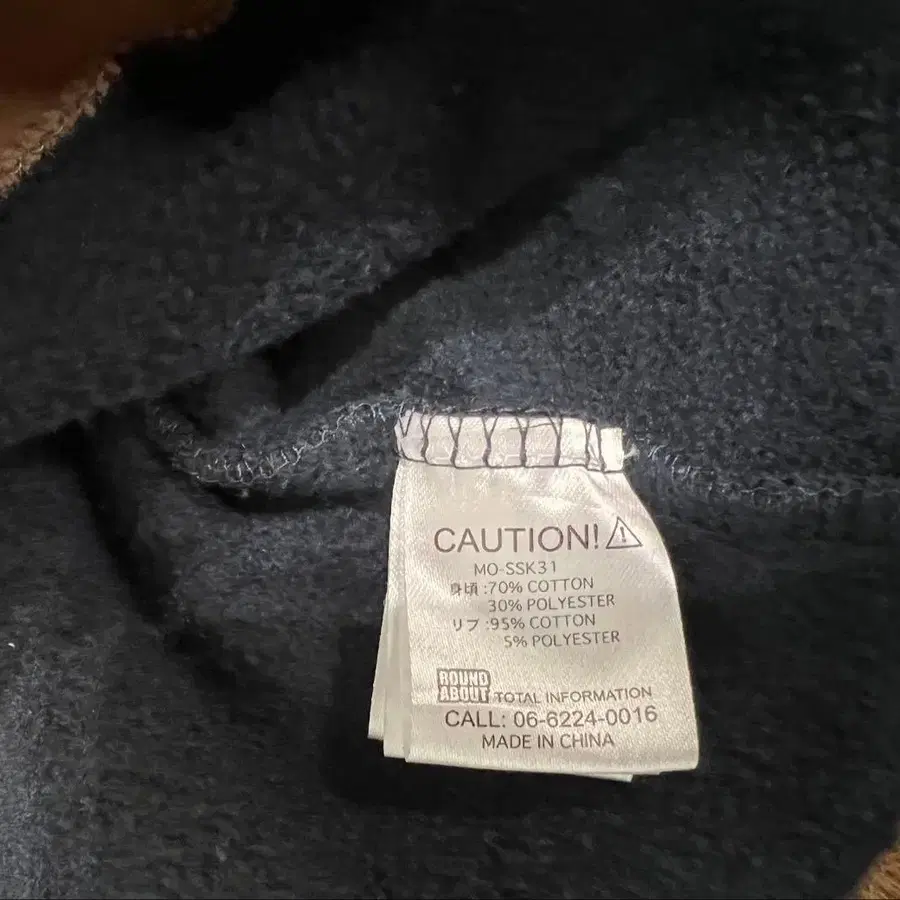 CAUTION!
MO-SSK31
身頃:70% COTTON
30% POLYESTER
リブ:95% COTTON
5% POLYESTER
ROUND
ABOUT TOTAL INFORMATION
CALL: 06-6224-0016
MADE IN CHINA